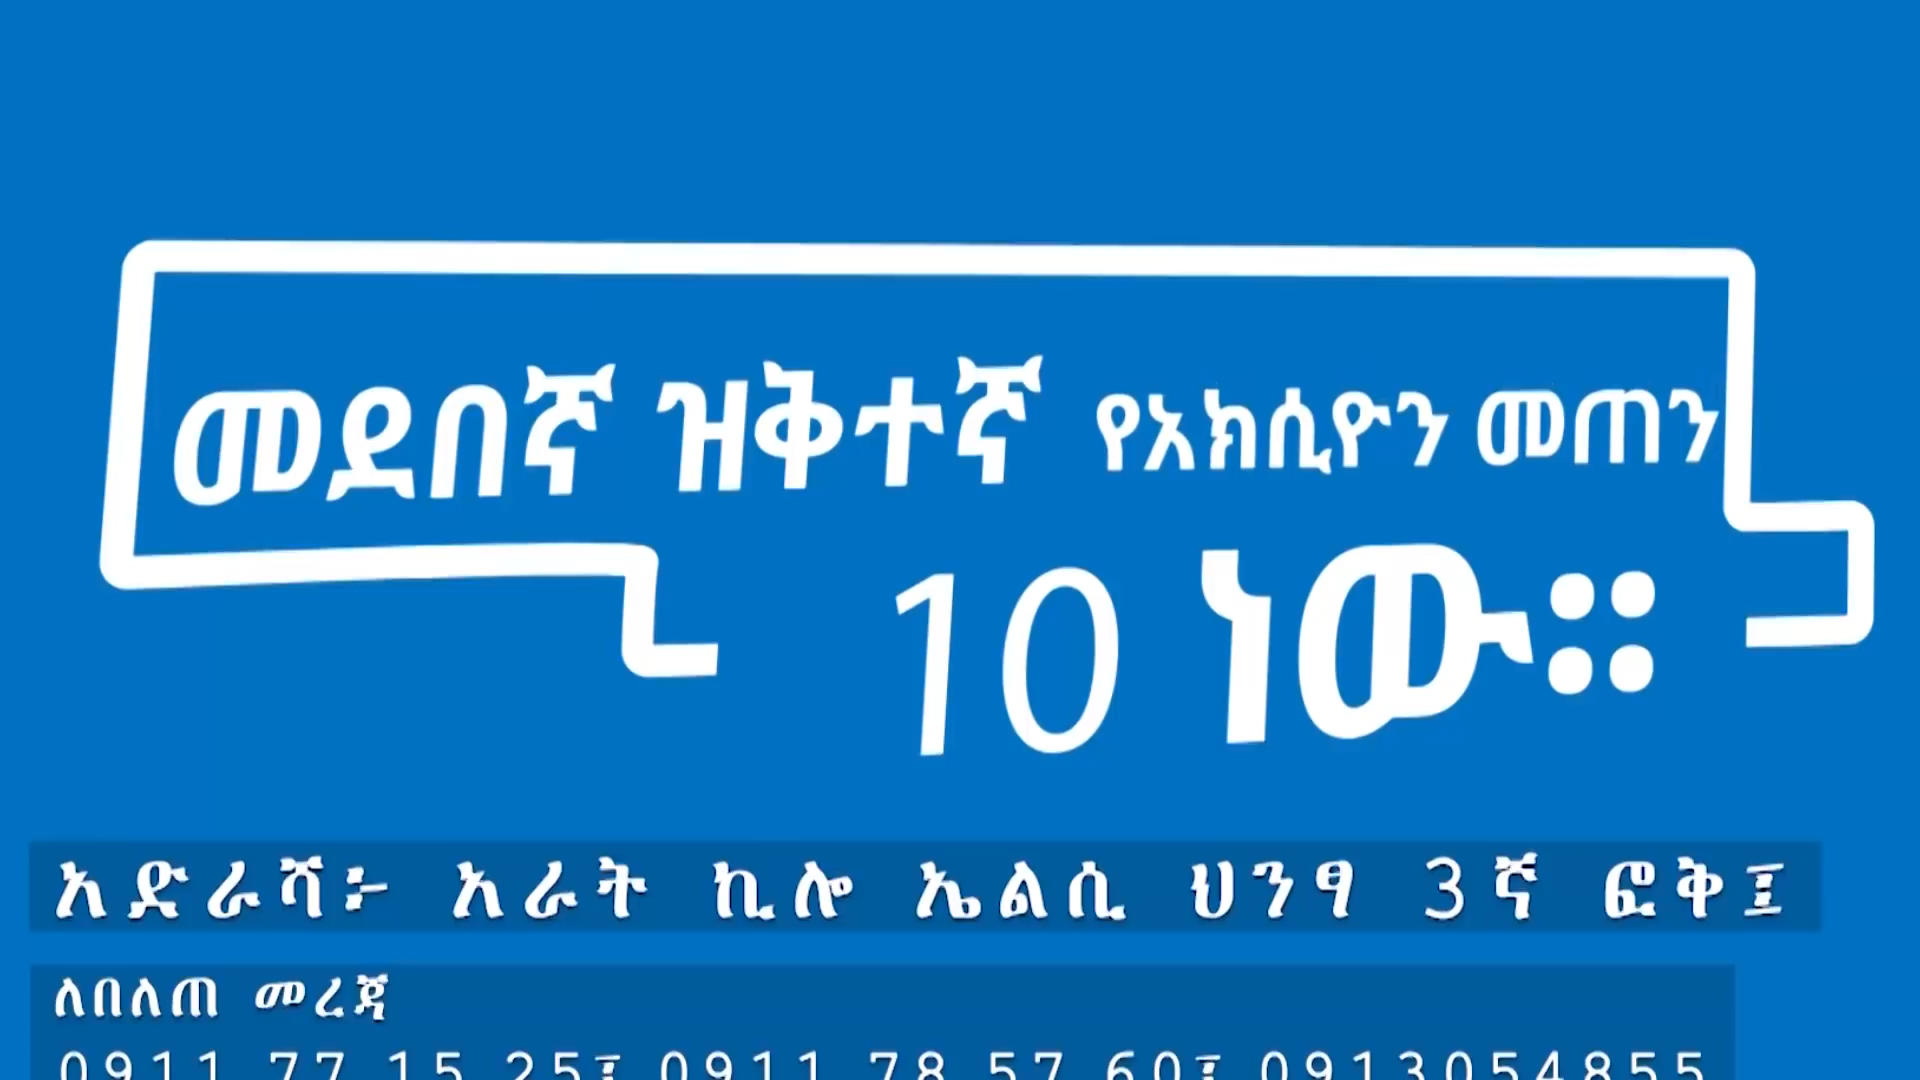 መደበኛ ዝቅተኛ የአክሲዮን መጠን
10 ነው።
አድራሻ፦ አራት ኪሎ ኤልሲ ህንፃ 3ኛ ፎቅ፤
ለበለጠ መረጃ
0911 77 15 25፤ 0911 78 57 60፤ 0913054855